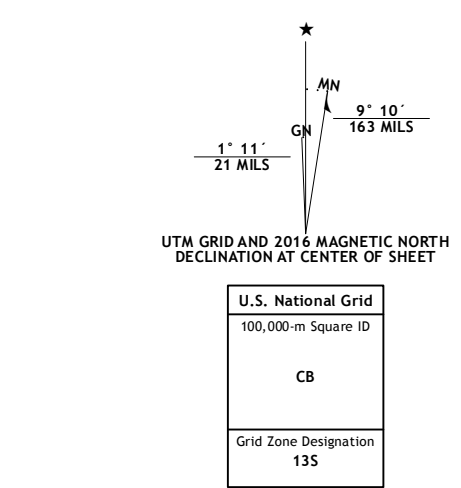 ★
MN
GN
9° 10´
163 MILS
1° 11´
21 MILS
UTM GRID AND 2016 MAGNETIC NORTH
DECLINATION AT CENTER OF SHEET
U.S. National Grid
100,000-m Square ID
CB
Grid Zone Designation
13S